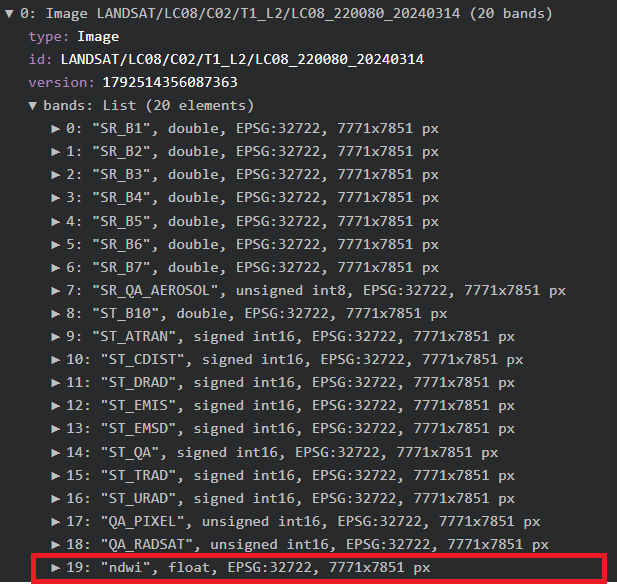 ▼ 0: Image LANDSAT/LC08/C02/T1_L2/LC08_220080_20240314 (20 bands)
type: Image
id: LANDSAT/LC08/C02/T1_L2/LC08_220080_20240314
version: 1792514356087363
▼ bands: List (20 elements)
▶ 0: "SR_B1", double, EPSG:32722, 7771x7851 px
▶ 1: "SR_B2", double, EPSG:32722, 7771x7851 px
▶ 2: "SR_B3", double, EPSG:32722, 7771x7851 px
▶ 3: "SR_B4", double, EPSG:32722, 7771x7851 px
▶ 4: "SR_B5", double, EPSG:32722, 7771x7851 px
▶ 5: "SR_B6", double, EPSG:32722, 7771x7851 px
▶ 6: "SR_B7", double, EPSG:32722, 7771x7851 px
▶ 7: "SR_QA_AEROSOL", unsigned int8, EPSG:32722, 7771x7851 px
▶ 8: "ST_B10", double, EPSG:32722, 7771x7851 px
▶ 9: "ST_ATRAN", signed int16, EPSG:32722, 7771x7851 px
▶ 10: "ST_CDIST", signed int16, EPSG:32722, 7771x7851 px
▶ 11: "ST_DRAD", signed int16, EPSG:32722, 7771x7851 px
▶ 12: "ST_EMIS", signed int16, EPSG:32722, 7771x7851 px
▶ 13: "ST_EMSD", signed int16, EPSG:32722, 7771x7851 px
▶ 14: "ST_QA", signed int16, EPSG:32722, 7771x7851 px
▶ 15: "ST_TRAD", signed int16, EPSG:32722, 7771x7851 px
▶ 16: "ST_URAD", signed int16, EPSG:32722, 7771x7851 px
▶ 17: "QA_PIXEL", unsigned int16, EPSG:32722, 7771x7851 px
▶ 18: "QA_RADSAT", unsigned int16, EPSG:32722, 7771x7851 px
▶ 19: "ndwi", float, EPSG:32722, 7771x7851 px